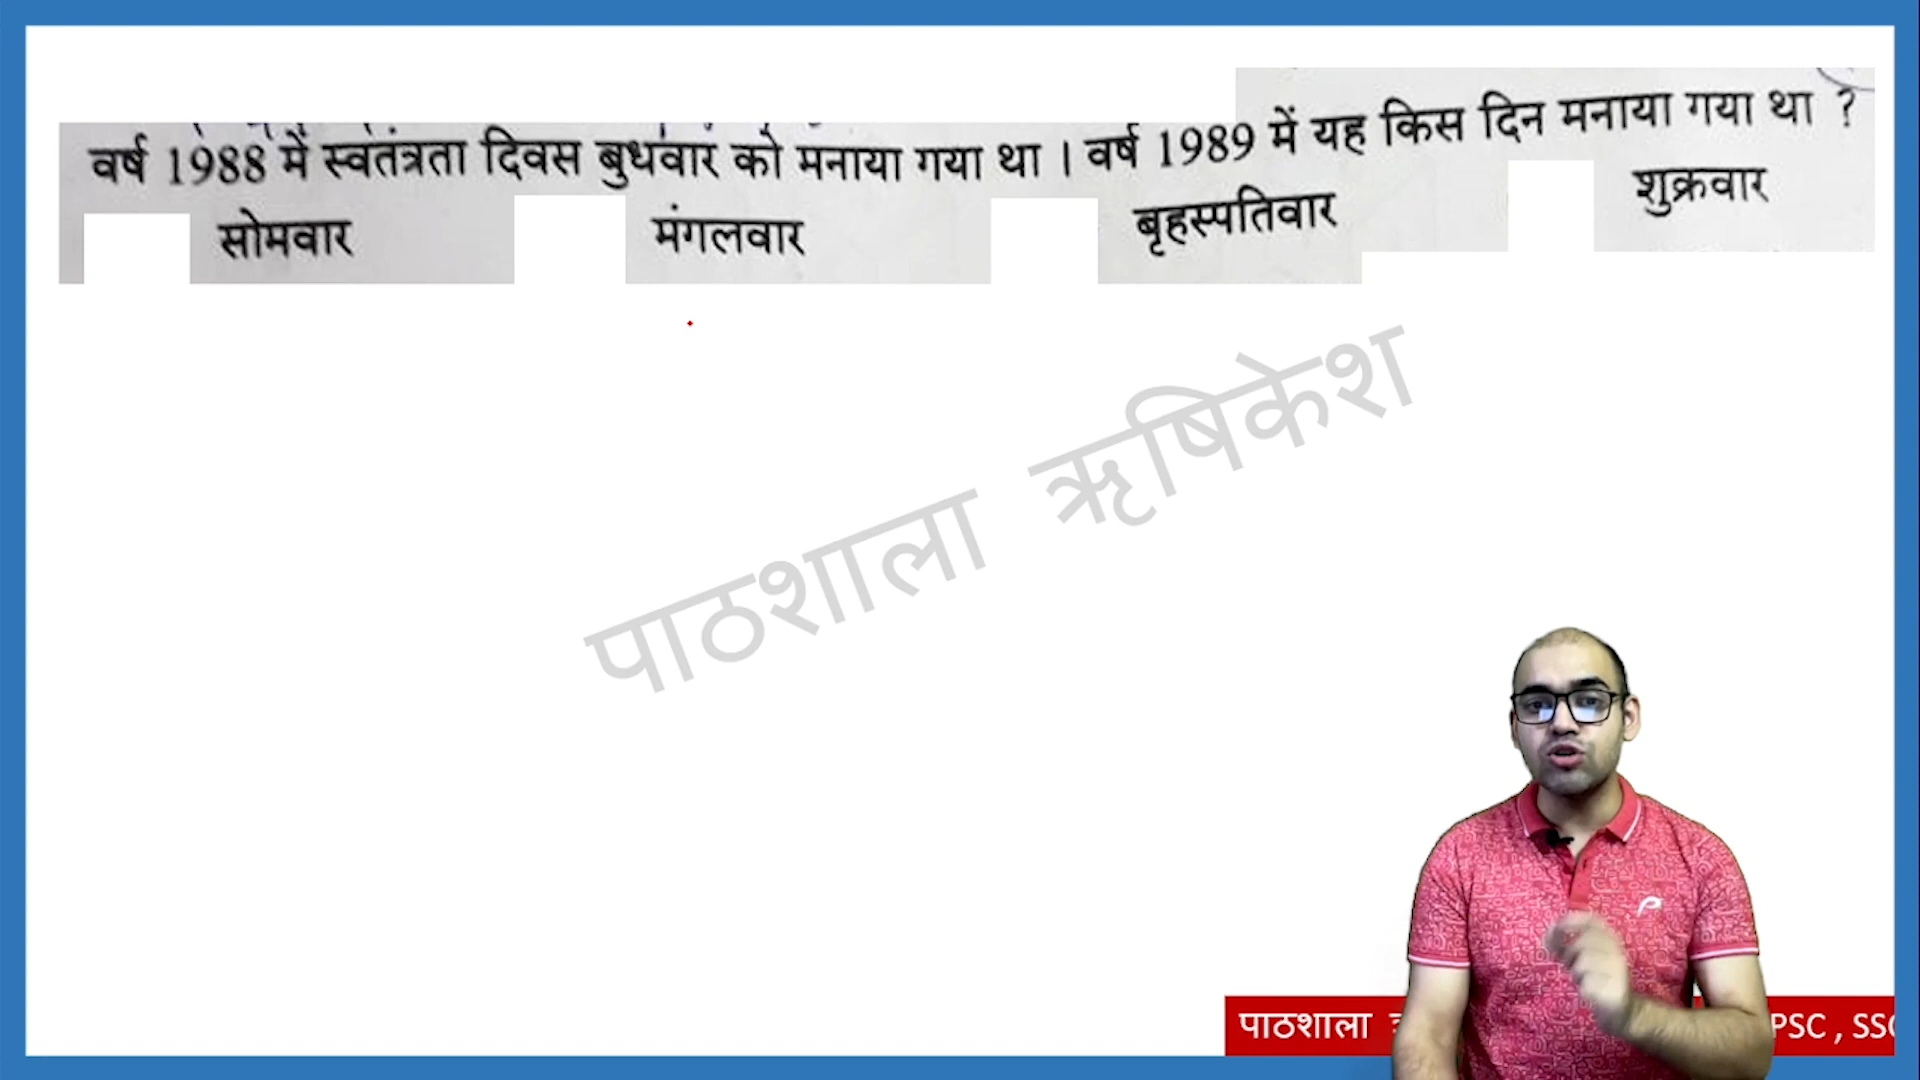 वर्ष 1988 में स्वतंत्रता दिवस बुधवार को मनाया गया था । वर्ष 1989 में यह किस दिन मनाया गया था ?
सोमवार मंगलवार बृहस्पतिवार शुक्रवार
पाठशाला ऋषिकेश
पाठशाला PSC , SSC